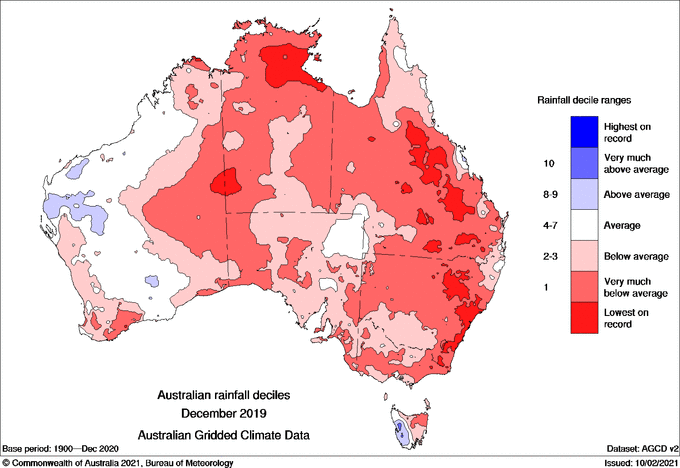 Rainfall decile ranges
Highest on
record
10
Very much
above average
8-9
Above average
4-7
Average
2-3
Below average
1
Very much
below average
Lowest on
record
Australian rainfall deciles
December 2019
Australian Gridded Climate Data
Base period: 1900—Dec 2020
Dataset: AGCD v2
© Commonwealth of Australia 2021, Bureau of Meteorology
Issued: 10/02/2021